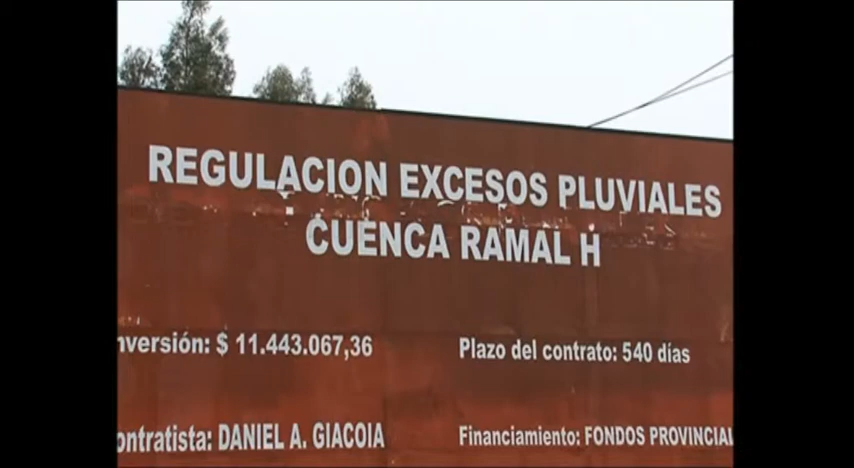 REGULACION EXCESOS PLUVIALES
CUENCA RAMAL H
nversión: $ 11.443.067,36 Plazo del contrato: 540 días
ontratista: DANIEL A. GIACOIA Financiamiento: FONDOS PROVINCIAL